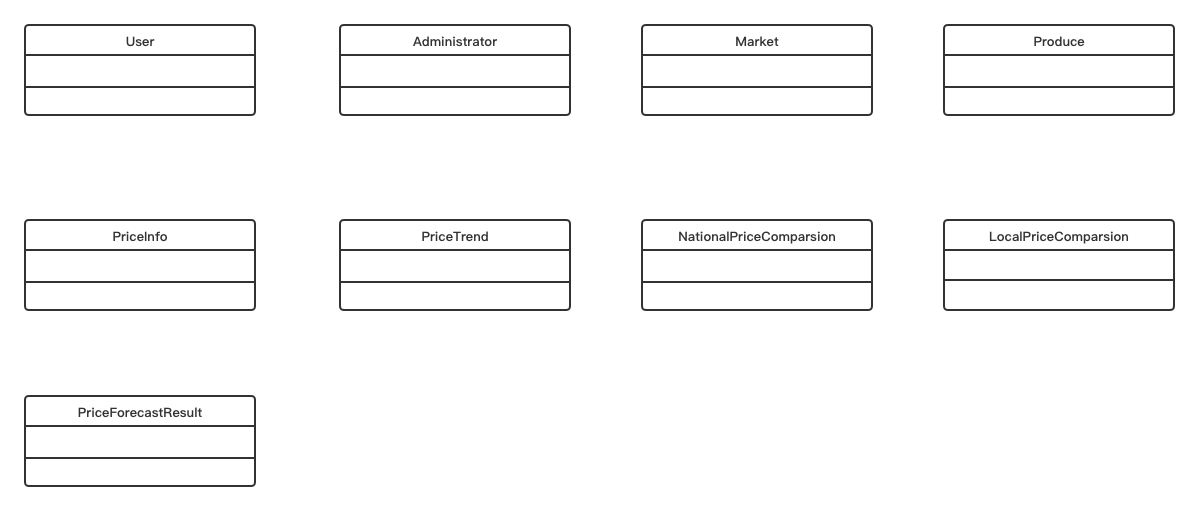 User
Administrator
Market
Produce
PriceInfo
PriceTrend
NationalPriceComparsion
LocalPriceComparsion
PriceForecastResult